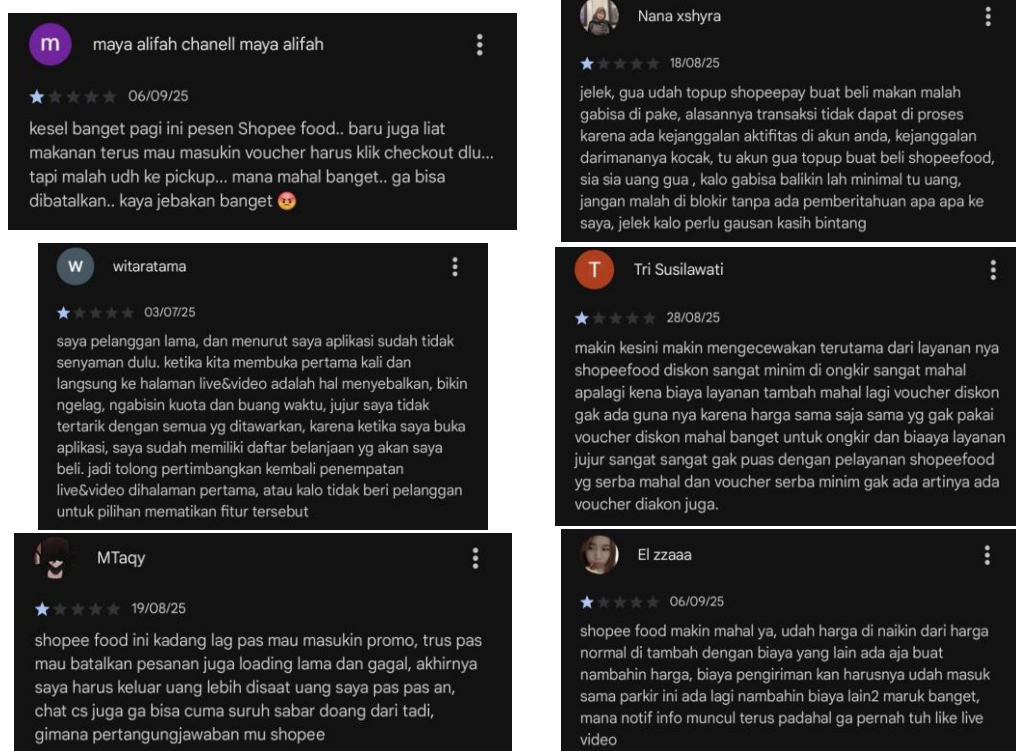 m
maya alifah chanell maya alifah
06/09/25
kesel banget pagi ini pesen Shopee food.. baru juga liat
makanan terus mau masukin voucher harus klik checkout dlu...
tapi malah udh ke pickup... mana mahal banget.. ga bisa
dibatalkan.. kaya jebakan banget 😡
Nana xshyra
18/08/25
jelek, gua udah topup shopeepay buat beli makan malah
gabisa di pake, alasannya transaksi tidak dapat di proses
karena ada kejanggalan aktifitas di akun anda, kejanggalan
darimananya kocak, tu akun gua topup buat beli shopeefood,
sia sia uang gua , kalo gabisa balikin lah minimal tu uang,
jangan malah di blokir tanpa ada pemberitahuan apa apa ke
saya, jelek kalo perlu gausan kasih bintang
W
witaratama
03/07/25
saya pelanggan lama, dan menurut saya aplikasi sudah tidak
senyaman dulu. ketika kita membuka pertama kali dan
langsung ke halaman live&video adalah hal menyebalkan, bikin
ngelag, ngabisin kuota dan buang waktu, jujur saya tidak
tertarik dengan semua yg ditawarkan, karena ketika saya buka
aplikasi, saya sudah memiliki daftar belanjaan yg akan saya
beli. jadi tolong pertimbangkan kembali penempatan
live&video dihalaman pertama, atau kalo tidak beri pelanggan
untuk pilihan mematikan fitur tersebut
T
Tri Susilawati
28/08/25
makin kesini makin mengecewakan terutama dari layanan nya
shopeefood diskon sangat minim di ongkir sangat mahal
apalagi kena biaya layanan tambah mahal lagi voucher diskon
gak ada guna nya karena harga sama saja sama yg gak pakai
voucher diskon mahal banget untuk ongkir dan biaaya layanan
jujur sangat sangat gak puas dengan pelayanan shopeefood
yg serba mahal dan voucher serba minim gak ada artinya ada
voucher diakon juga.
MTaqy
19/08/25
shopee food ini kadang lag pas mau masukin promo, trus pas
mau batalkan pesanan juga loading lama dan gagal, akhirnya
saya harus keluar uang lebih disaat uang saya pas pas an,
chat cs juga ga bisa cuma suruh sabar doang dari tadi,
gimana pertangungjawaban mu shopee
El zzaaa
06/09/25
shopee food makin mahal ya, udah harga di naikin dari harga
normal di tambah dengan biaya yang lain ada aja buat
nambahin harga, biaya pengiriman kan harusnya udah masuk
sama parkir ini ada lagi nambahin biaya lain2 maruk banget,
mana notif info muncul terus padahal ga pernah tuh like live
video